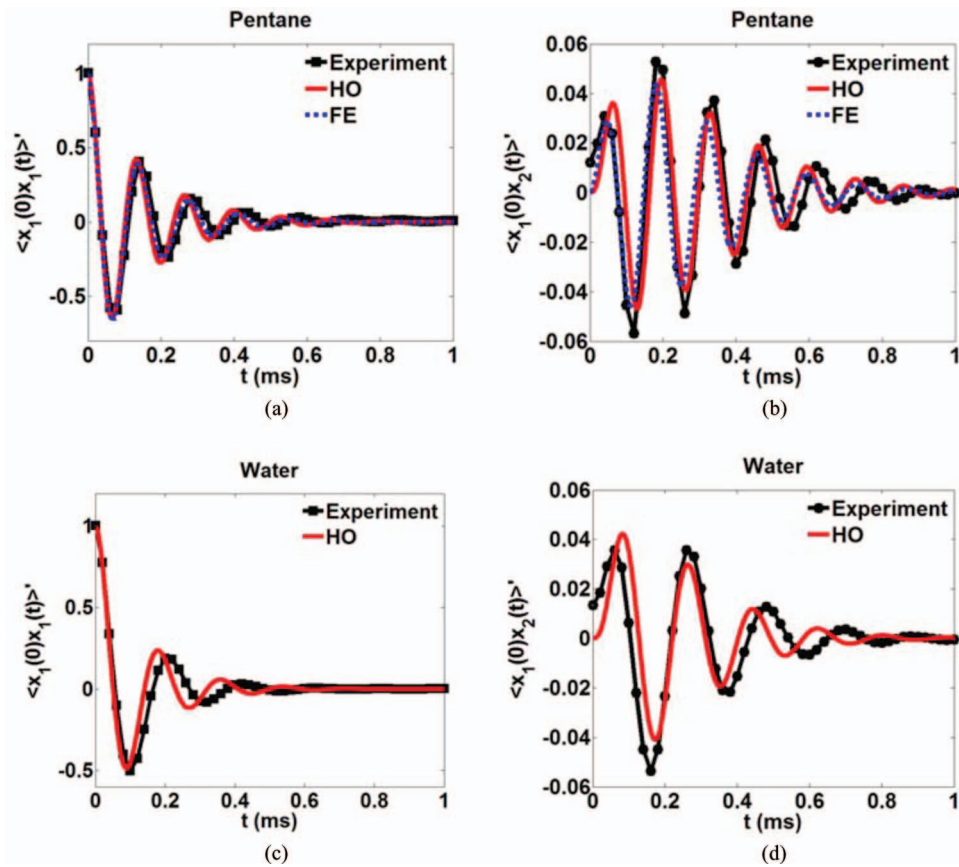 Pentane
Experiment
HO
FE
<x₁(0)x₁(t)>'
1
0.5
0
-0.5
0 0.2 0.4 0.6 0.8 1
t (ms)
(a)
Pentane
Experiment
HO
FE
<x₁(0)x₂(t)>'
0.06
0.04
0.02
0
-0.02
-0.04
-0.06
0 0.2 0.4 0.6 0.8 1
t (ms)
(b)
Water
Experiment
HO
<x₁(0)x₁(t)>'
1
0.5
0
-0.5
0 0.2 0.4 0.6 0.8 1
t (ms)
(c)
Water
Experiment
HO
<x₁(0)x₂(t)>'
0.06
0.04
0.02
0
-0.02
-0.04
-0.06
0 0.2 0.4 0.6 0.8 1
t (ms)
(d)